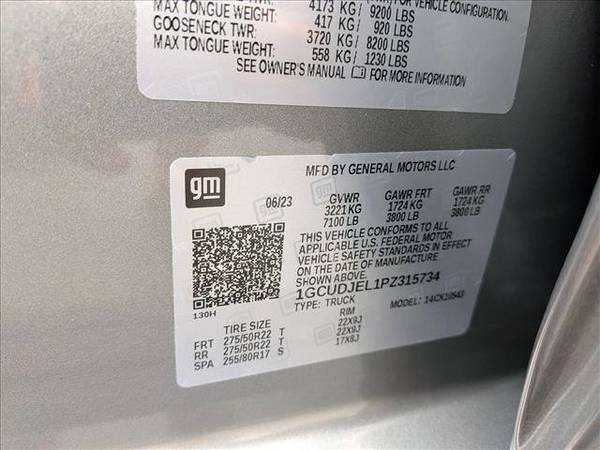 (TWR) FOR VEHICLE CONFIGURATION.
4173 KG / 9200 LBS
MAX TONGUE WEIGHT: 417 KG / 920 LBS
GOOSENECK TWR: 3720 KG / 8200 LBS
MAX TONGUE WEIGHT: 558 KG / 1230 LBS
SEE OWNER'S MANUAL FOR MORE INFORMATION
gm
MFD BY GENERAL MOTORS LLC
06/23 GVWR GAWR FRT GAWR RR
3221 KG 1724 KG 1724 KG
7100 LB 3800 LB 3800 LB
THIS VEHICLE CONFORMS TO ALL
APPLICABLE U.S. FEDERAL MOTOR
VEHICLE SAFETY STANDARDS IN EFFECT
ON THE DATE OF MANUFACTURE
SHOWN ABOVE.
1GCUDJEL1PZ315734
TYPE: TRUCK MODEL: 14CK10543
130H
TIRE SIZE RIM
FRT 275/50R22 T 22X9J
RR 275/50R22 T 22X9J
SPA 255/80R17 S 17X8J